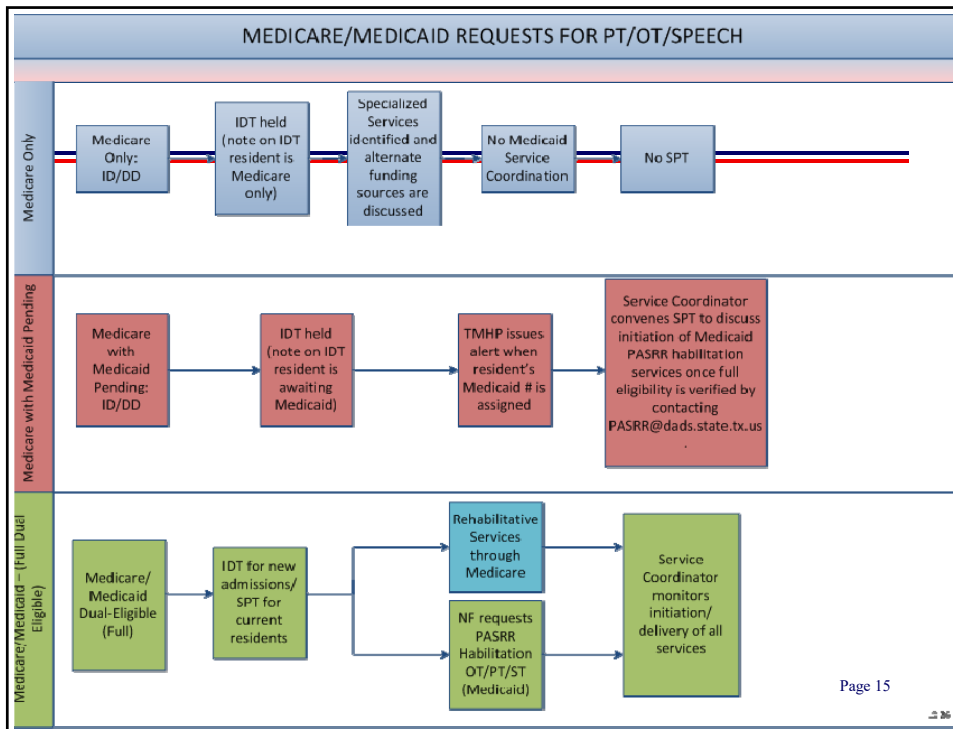 MEDICARE/MEDICAID REQUESTS FOR PT/OT/SPEECH
Medicare Only
Medicare
Only:
ID/DD
IDT held
(note on IDT
resident is
Medicare
only)
Specialized
Services
identified and
alternate
funding
sources are
discussed
No Medicaid
Service
Coordination
No SPT
Medicare with Medicaid Pending
Medicare
with
Medicaid
Pending:
ID/DD
IDT held
(note on IDT
resident is
awaiting
Medicaid)
TMHP issues
alert when
resident's
Medicaid # is
assigned
Service Coordinator
convenes SPT to discuss
initiation of Medicaid
PASRR habilitation
services once full
eligibility is verified by
contacting
PASRR@dads.state.tx.us
.
Medicare/Medicaid – (Full Dual
Eligible)
Medicare/
Medicaid
Dual-Eligible
(Full)
IDT for new
admissions/
SPT for
current
residents
Rehabilitative
Services
through
Medicare
NF requests
PASRR
Habilitation
OT/PT/ST
(Medicaid)
Service
Coordinator
monitors
initiation/
delivery of all
services
Page 15